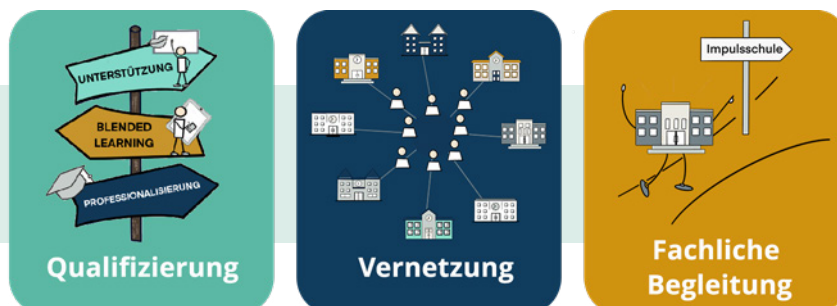 UNTERSTÜTZUNG
BLENDED
LEARNING
PROFESSIONALISIERUNG
Qualifizierung
Vernetzung
Impulsschule
Fachliche
Begleitung